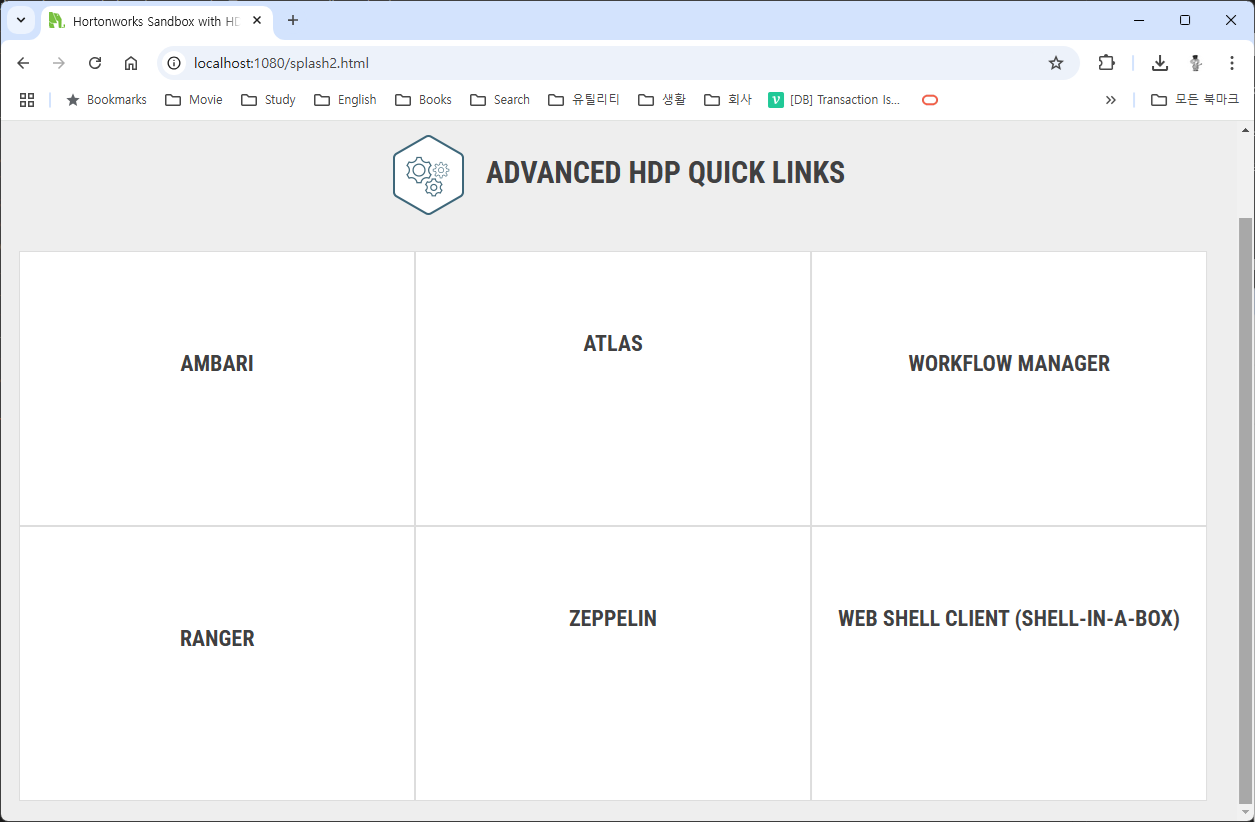 Hortonworks Sandbox with HD
localhost:1080/splash2.html
Bookmarks Movie Study English Books Search 유틸리티 생활 회사 [DB] Transaction Is... 모든 북마크
ADVANCED HDP QUICK LINKS
AMBARI
ATLAS
WORKFLOW MANAGER
RANGER
ZEPPELIN
WEB SHELL CLIENT (SHELL-IN-A-BOX)